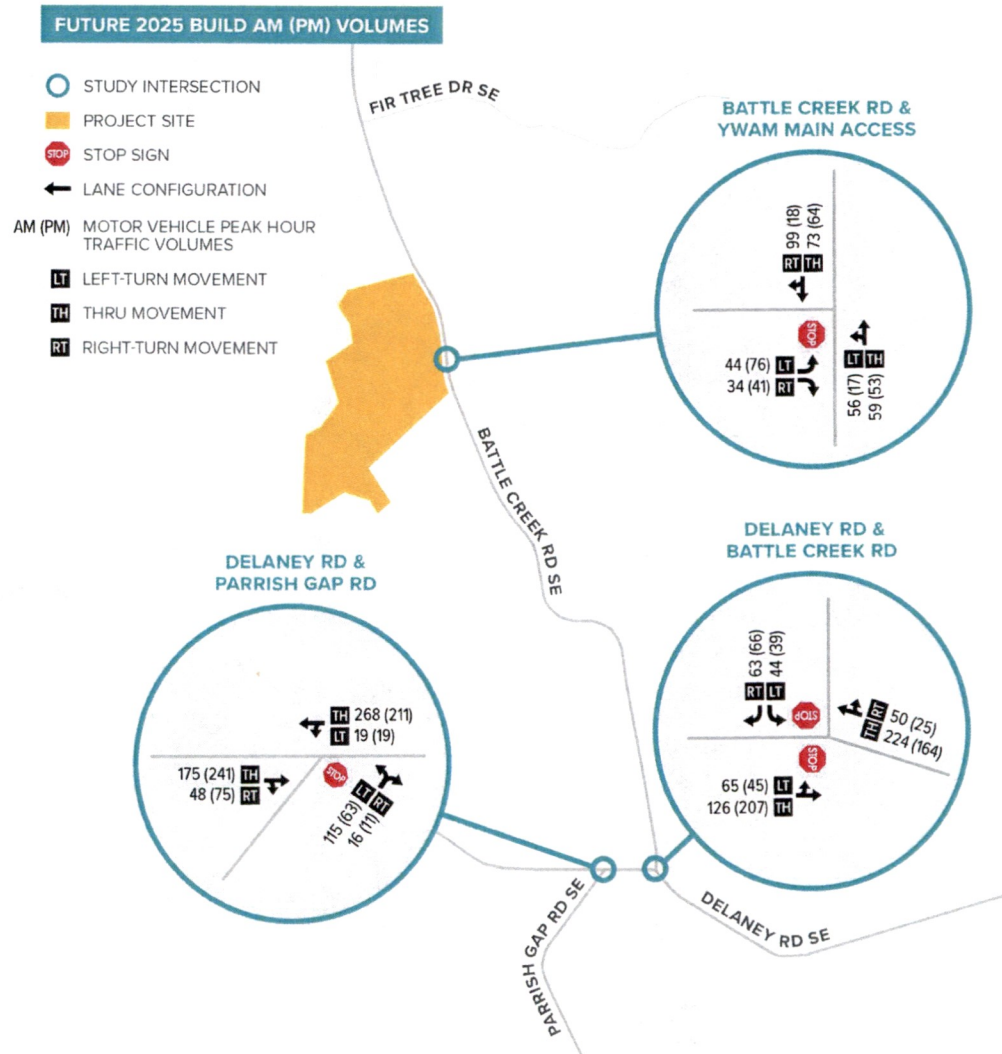 FUTURE 2025 BUILD AM (PM) VOLUMES
STUDY INTERSECTION
PROJECT SITE
STOP
STOP SIGN
LANE CONFIGURATION
AM (PM)
MOTOR VEHICLE PEAK HOUR
TRAFFIC VOLUMES
LT
LEFT-TURN MOVEMENT
TH
THRU MOVEMENT
RT
RIGHT-TURN MOVEMENT
FIR TREE DR SE
BATTLE CREEK RD &
YWAM MAIN ACCESS
99 (18)
73 (64)
RT TH
STOP
44 (76) LT
34 (41) RT
LT TH
56 (17)
59 (53)
BATTLE CREEK RD SE
DELANEY RD &
PARRISH GAP RD
TH 268 (211)
LT 19 (19)
175 (241) TH
48 (75) RT
STOP
LT RT
115 (63)
16 (11)
DELANEY RD &
BATTLE CREEK RD
63 (66)
44 (39)
RT LT
STOP
RT 50 (25)
TH 224 (164)
STOP
65 (45) LT
126 (207) TH
PARRISH GAP RD SE
DELANEY RD SE